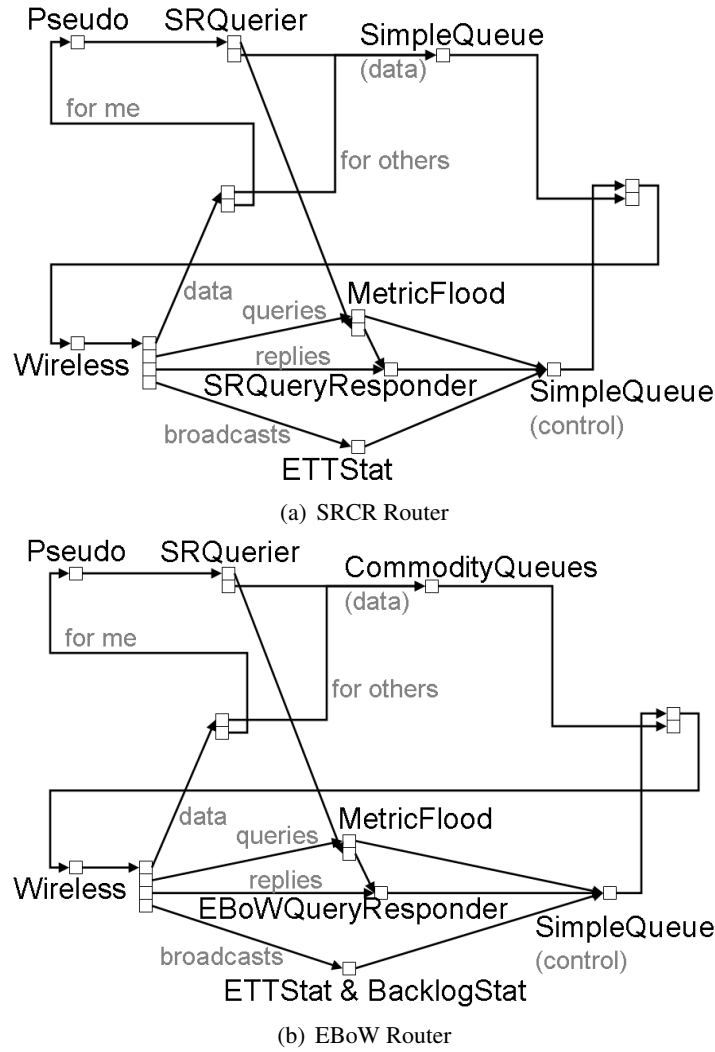 Pseudo SRQuerier SimpleQueue
(data)
for me
for others
data
queries MetricFlood
replies
Wireless SRQueryResponder SimpleQueue
(control)
broadcasts
ETTStat
(a) SRCR Router
Pseudo SRQuerier CommodityQueues
(data)
for me
for others
data
queries MetricFlood
replies
Wireless EBoWQueryResponder SimpleQueue
(control)
broadcasts
ETTStat & BacklogStat
(b) EBoW Router